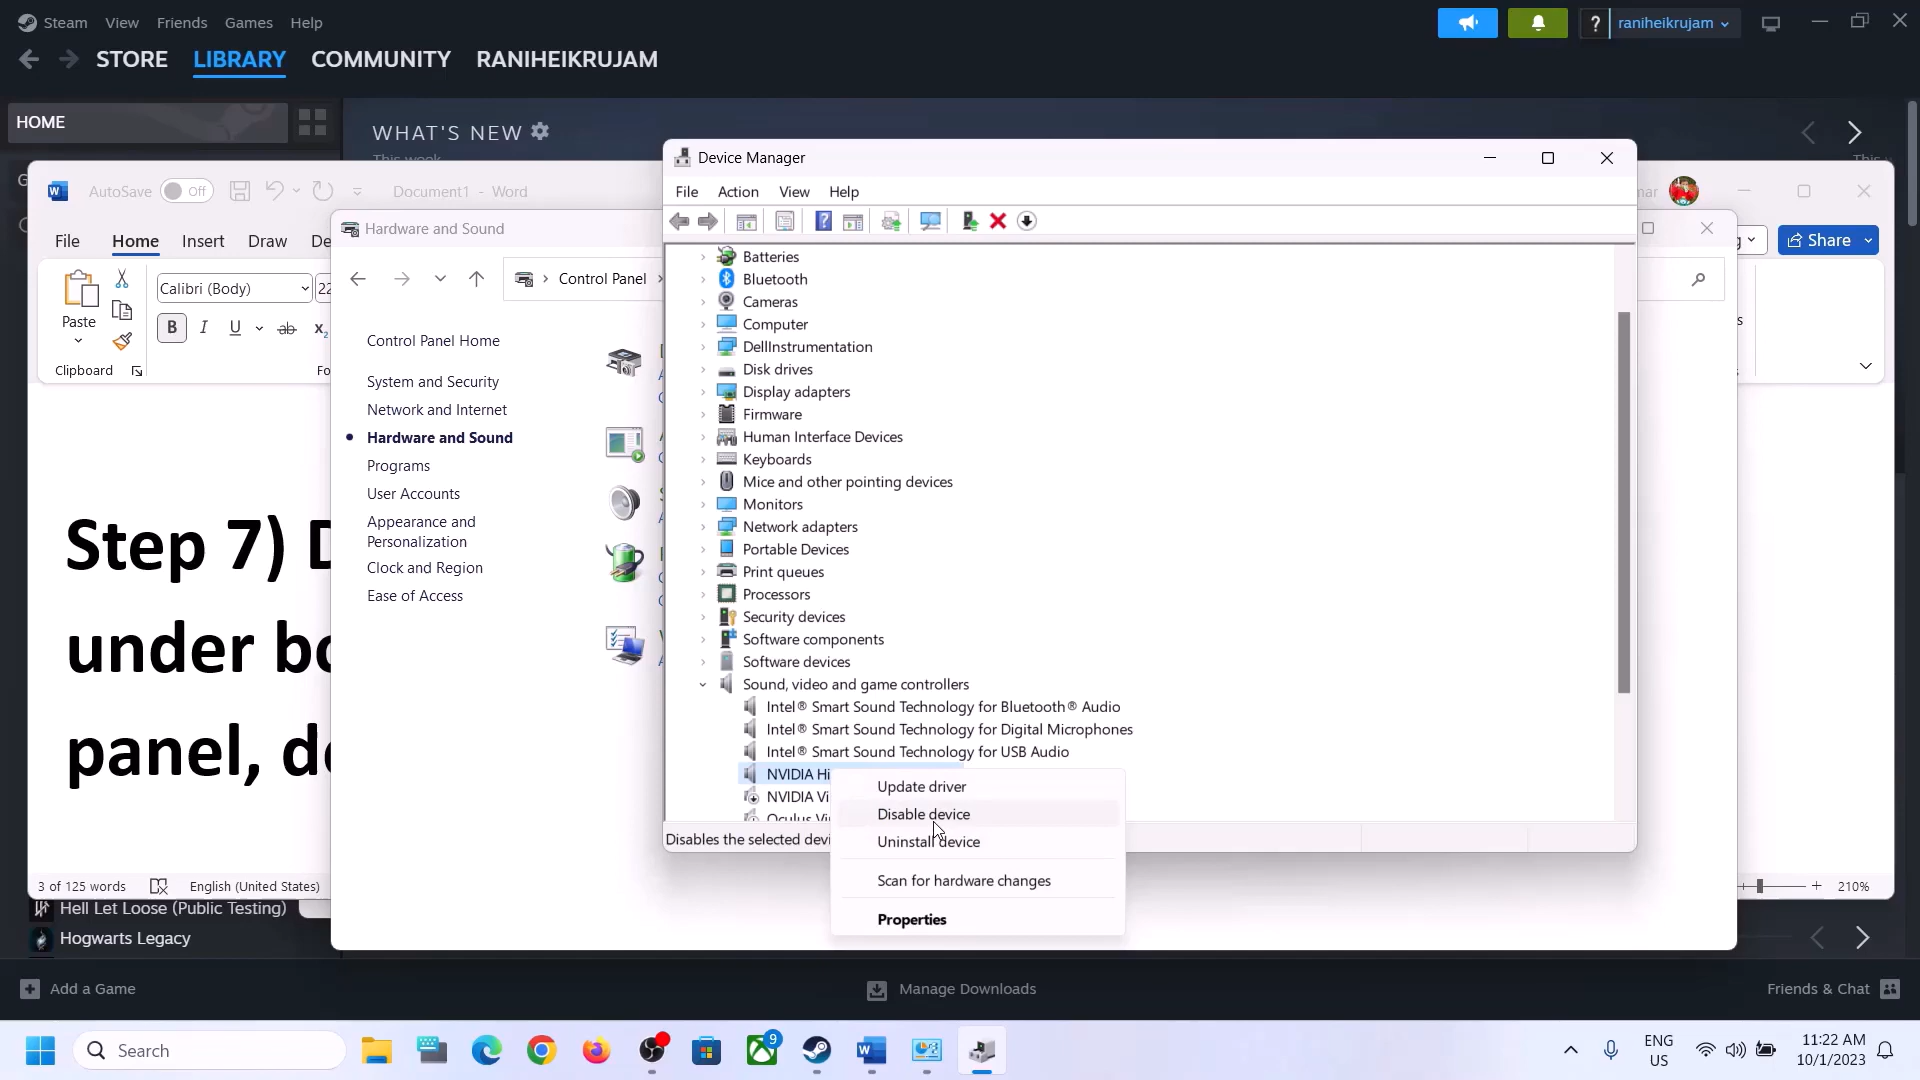 Steam View Friends Games Help
raniheikrujam
STORE LIBRARY COMMUNITY RANIHEIKRUJAM
HOME
WHAT'S NEW
AutoSave Off
Document1 - Word
File Home Insert Draw
Share
Calibri (Body)
22
Paste
B I U ab
Clipboard
Step 7)
under
panel,
3 of 125 words
English (United States)
210%
Hardware and Sound
Control Panel
Control Panel Home
System and Security
Network and Internet
Hardware and Sound
Programs
User Accounts
Appearance and
Personalization
Clock and Region
Ease of Access
Device Manager
File Action View Help
Batteries
Bluetooth
Cameras
Computer
DellInstrumentation
Disk drives
Display adapters
Firmware
Human Interface Devices
Keyboards
Mice and other pointing devices
Monitors
Network adapters
Portable Devices
Print queues
Processors
Security devices
Software components
Software devices
Sound, video and game controllers
Intel® Smart Sound Technology for Bluetooth® Audio
Intel® Smart Sound Technology for Digital Microphones
Intel® Smart Sound Technology for USB Audio
NVIDIA Hi
NVIDIA Vi
Disables the selected devi
Update driver
Disable device
Uninstall device
Scan for hardware changes
Properties
Hell Let Loose (Public Testing)
Hogwarts Legacy
Add a Game
Manage Downloads
Friends & Chat
Search
9
ENG
US
11:22 AM
10/1/2023